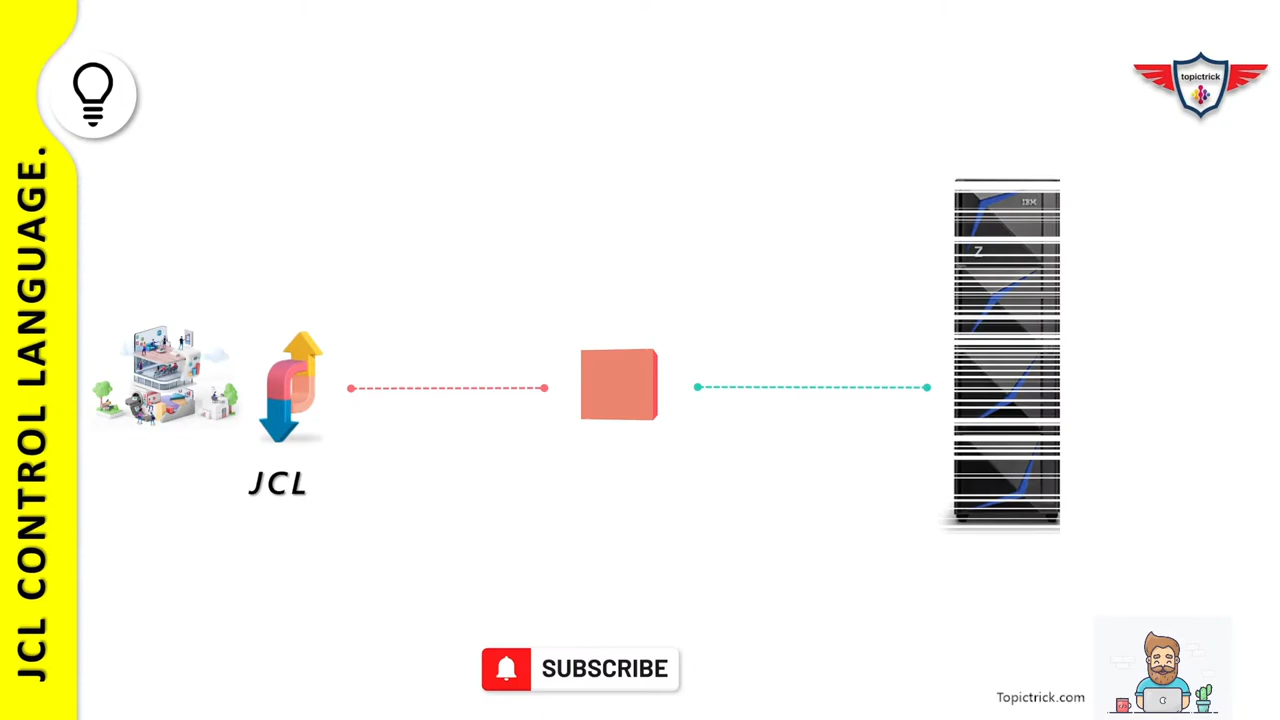 JCL CONTROL LANGUAGE.
topictrick
IBM
Z
JCL
SUBSCRIBE
Topictrick.com